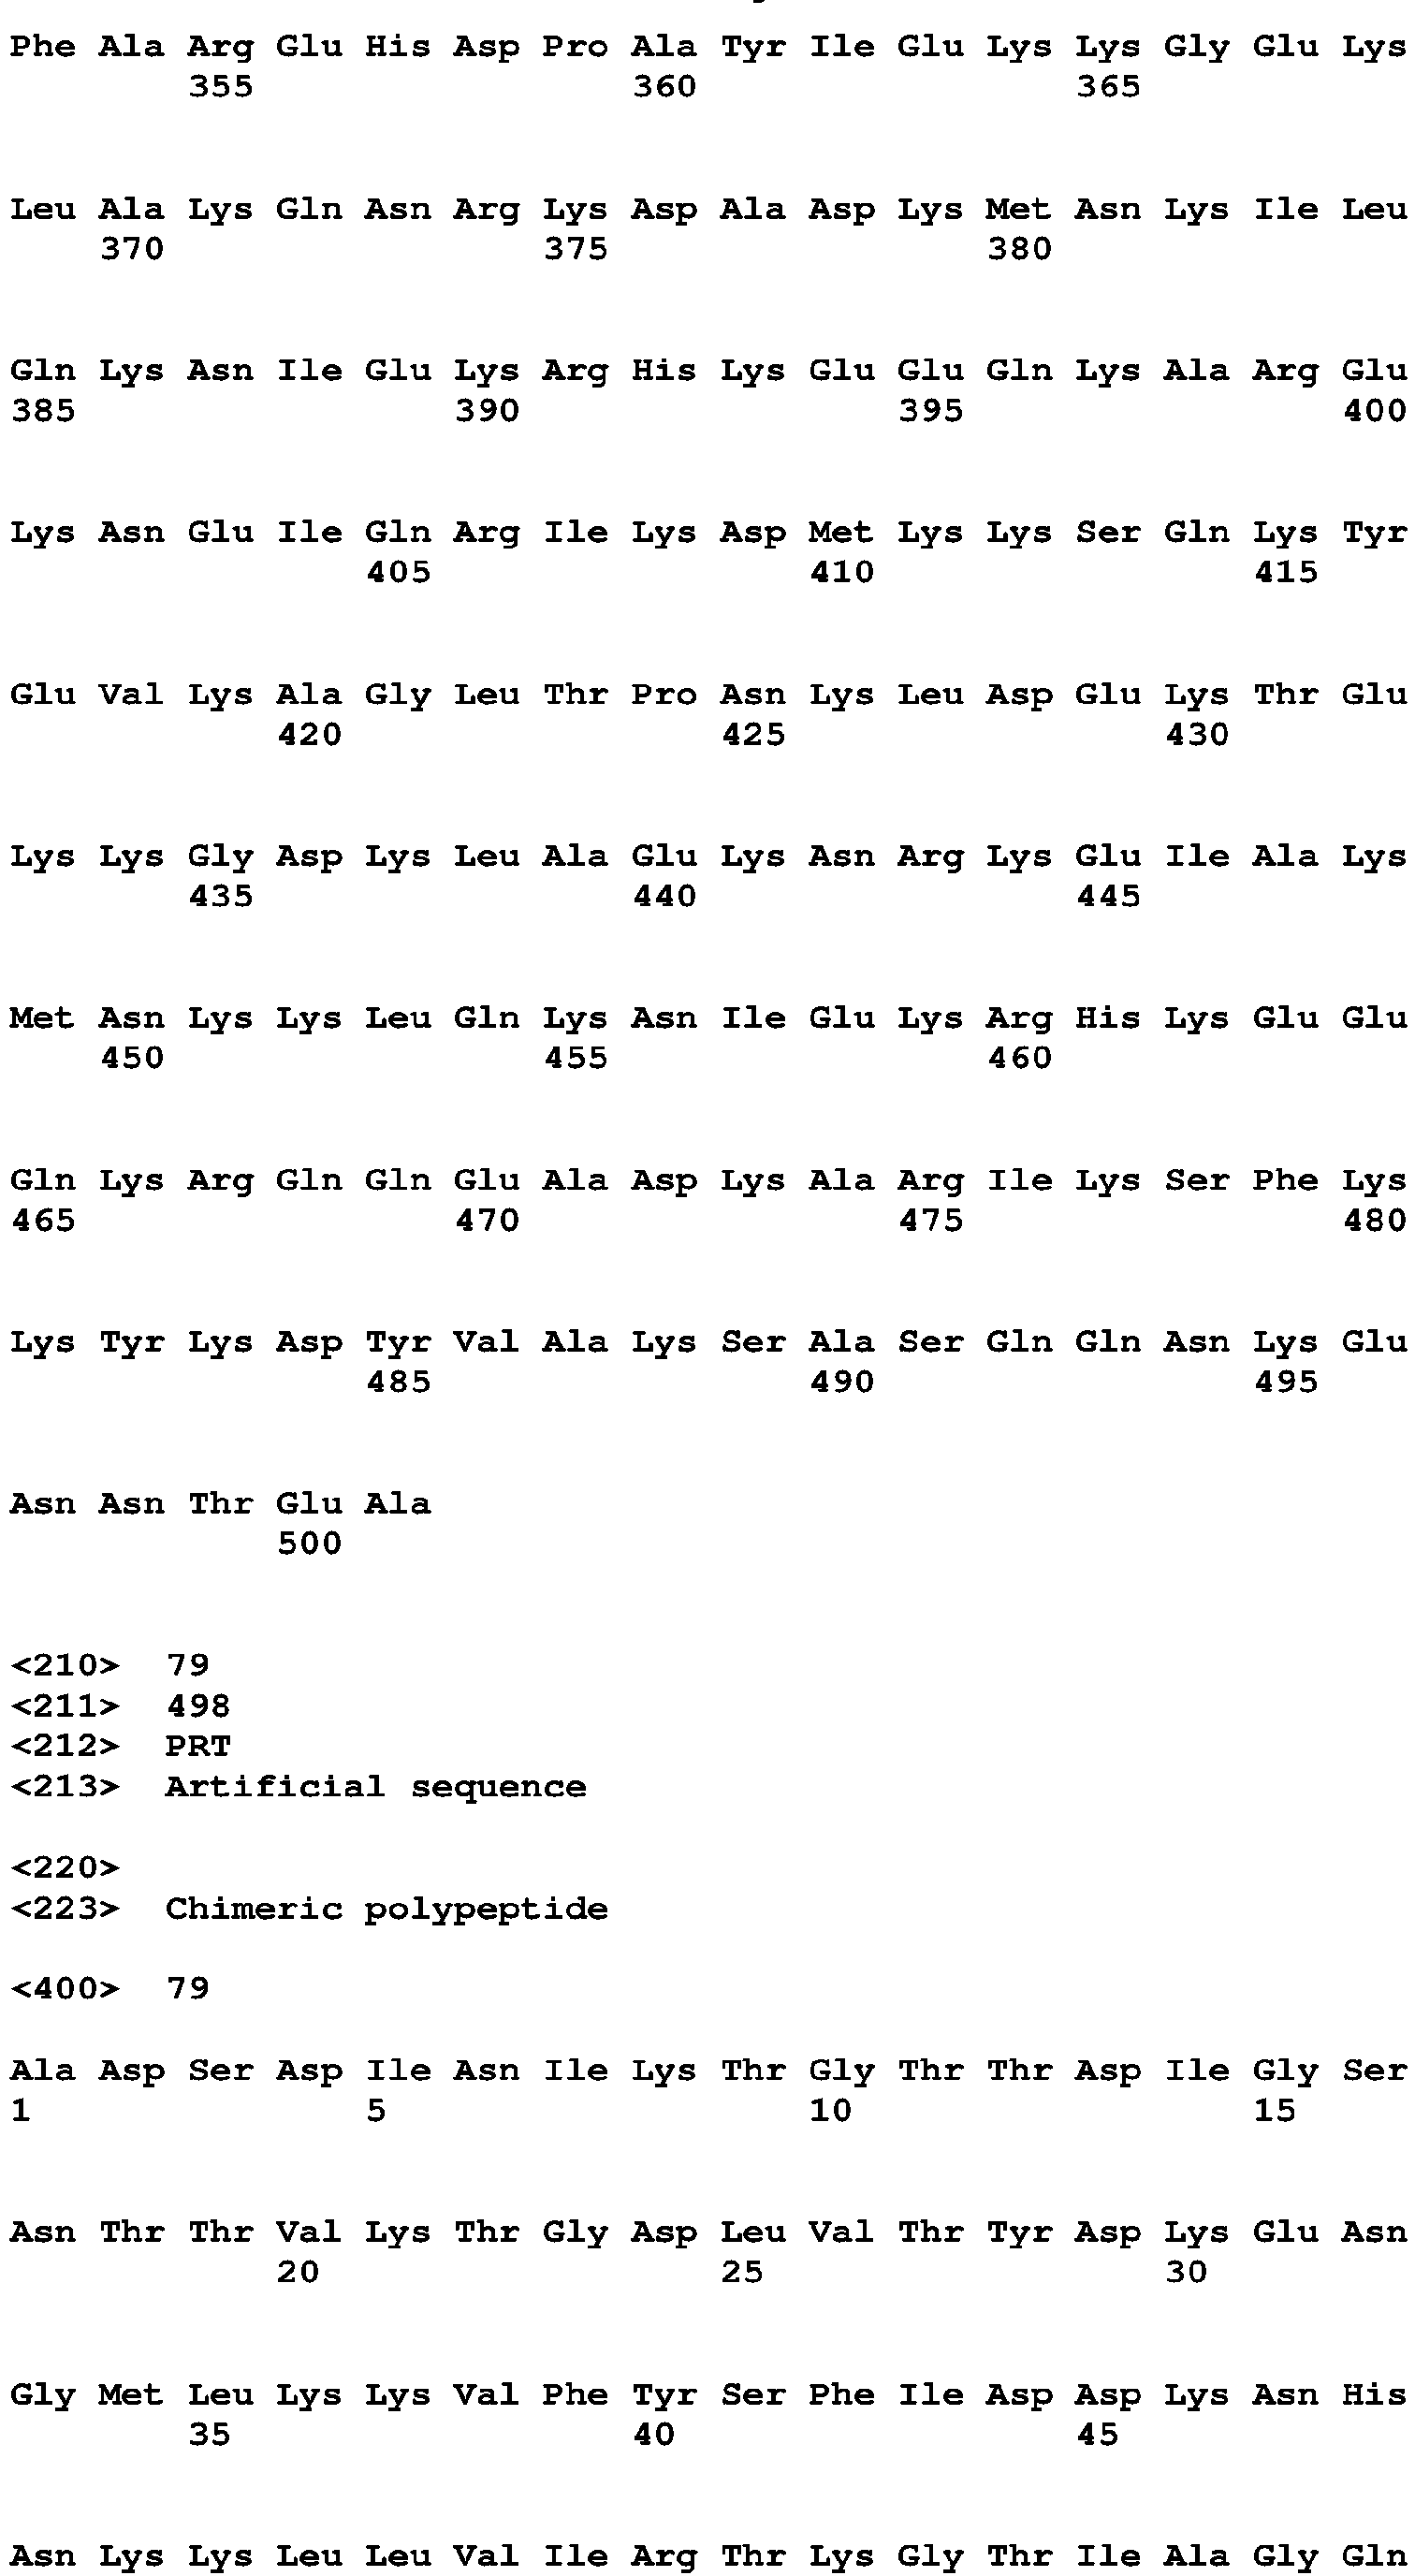 Phe Ala Arg Glu His Asp Pro Ala Tyr Ile Glu Lys Lys Gly Glu Lys
355 360 365
Leu Ala Lys Gln Asn Arg Lys Asp Ala Asp Lys Met Asn Lys Ile Leu
370 375 380
Gln Lys Asn Ile Glu Lys Arg His Lys Glu Glu Gln Lys Ala Arg Glu
385 390 395 400
Lys Asn Glu Ile Gln Arg Ile Lys Asp Met Lys Lys Ser Gln Lys Tyr
405 410 415
Glu Val Lys Ala Gly Leu Thr Pro Asn Lys Leu Asp Glu Lys Thr Glu
420 425 430
Lys Lys Gly Asp Lys Leu Ala Glu Lys Asn Arg Lys Glu Ile Ala Lys
435 440 445
Met Asn Lys Lys Leu Gln Lys Asn Ile Glu Lys Arg His Lys Glu Glu
450 455 460
Gln Lys Arg Gln Gln Glu Ala Asp Lys Ala Arg Ile Lys Ser Phe Lys
465 470 475 480
Lys Tyr Lys Asp Tyr Val Ala Lys Ser Ala Ser Gln Gln Asn Lys Glu
485 490 495
Asn Asn Thr Glu Ala
500
<210> 79
<211> 498
<212> PRT
<213> Artificial sequence
<220>
<223> Chimeric polypeptide
<400> 79
Ala Asp Ser Asp Ile Asn Ile Lys Thr Gly Thr Thr Asp Ile Gly Ser
1 5 10 15
Asn Thr Thr Val Lys Thr Gly Asp Leu Val Thr Tyr Asp Lys Glu Asn
20 25 30
Gly Met Leu Lys Lys Val Phe Tyr Ser Phe Ile Asp Asp Lys Asn His
35 40 45
Asn Lys Lys Leu Leu Val Ile Arg Thr Lys Gly Thr Ile Ala Gly Gln